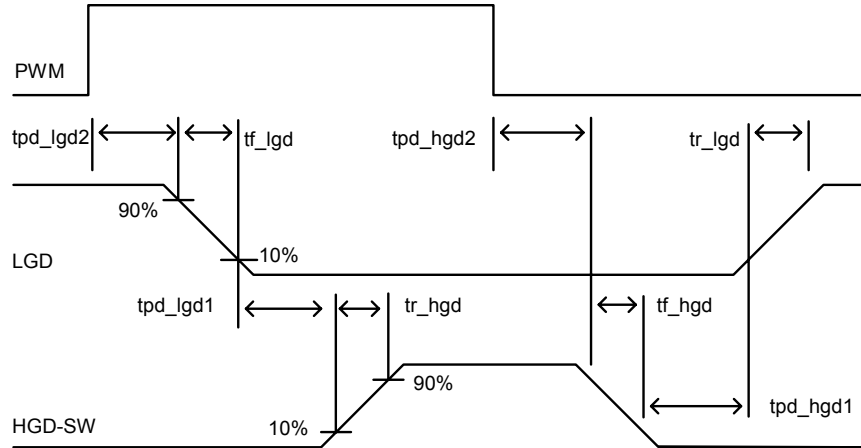 PWM
tpd_lgd2
tf_lgd
tpd_hgd2
tr_lgd
90%
LGD
10%
tpd_lgd1
tr_hgd
tf_hgd
90%
tpd_hgd1
HGD-SW
10%